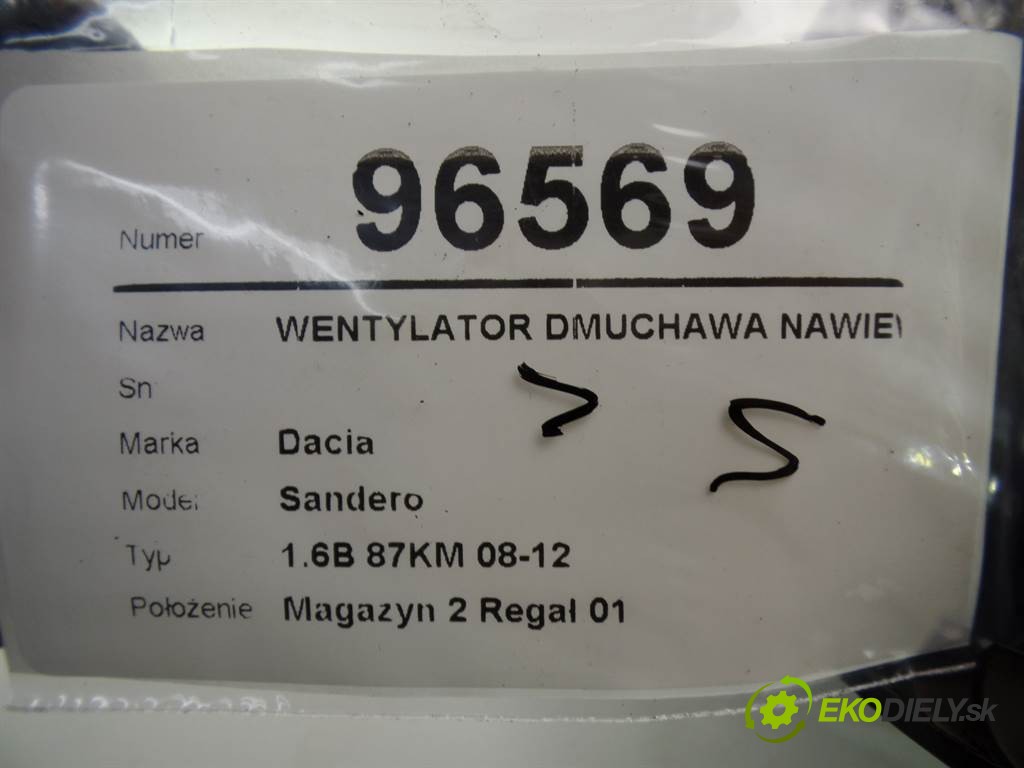 Numer 96569
Nazwa WENTYLATOR DMUCHAWA NAWIEW
Sn
Marka Dacia
Model Sandero
Typ 1.6B 87KM 08-12
Położenie Magazyn 2 Regał 01
EKODIELY.sk